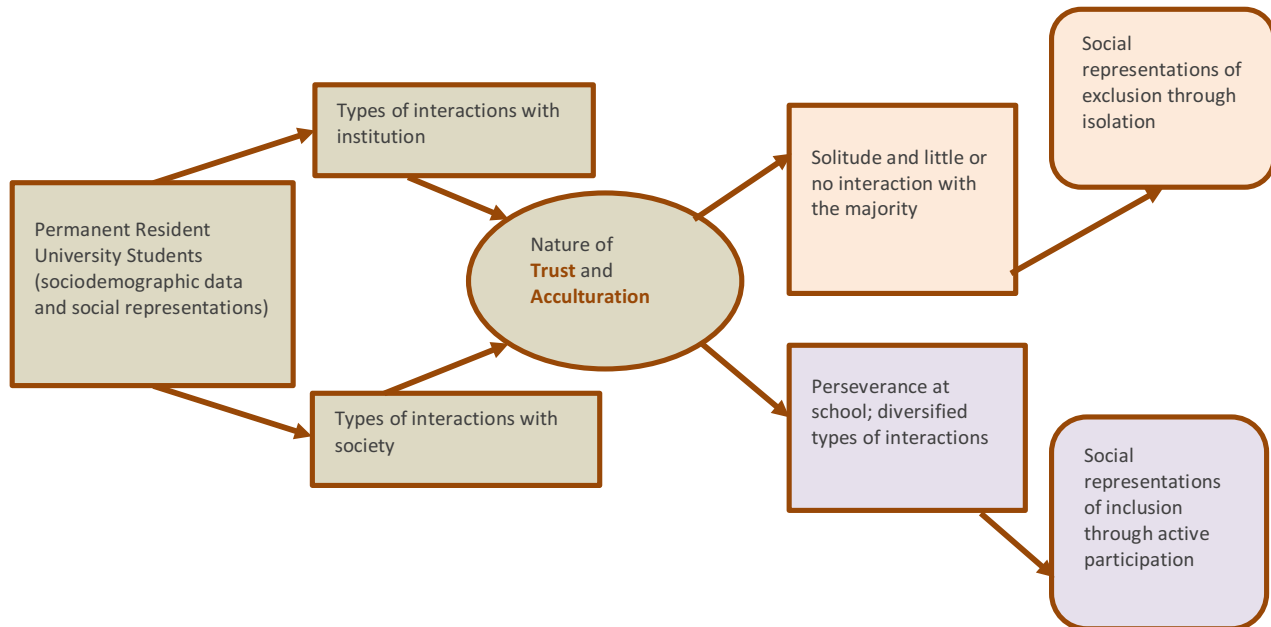 Permanent Resident
University Students
(sociodemographic data
and social representations)
Types of interactions with
institution
Types of interactions with
society
Nature of
Trust and
Acculturation
Solitude and little or
no interaction with
the majority
Social
representations of
exclusion through
isolation
Perseverance at
school; diversified
types of interactions
Social
representations
of inclusion
through active
participation